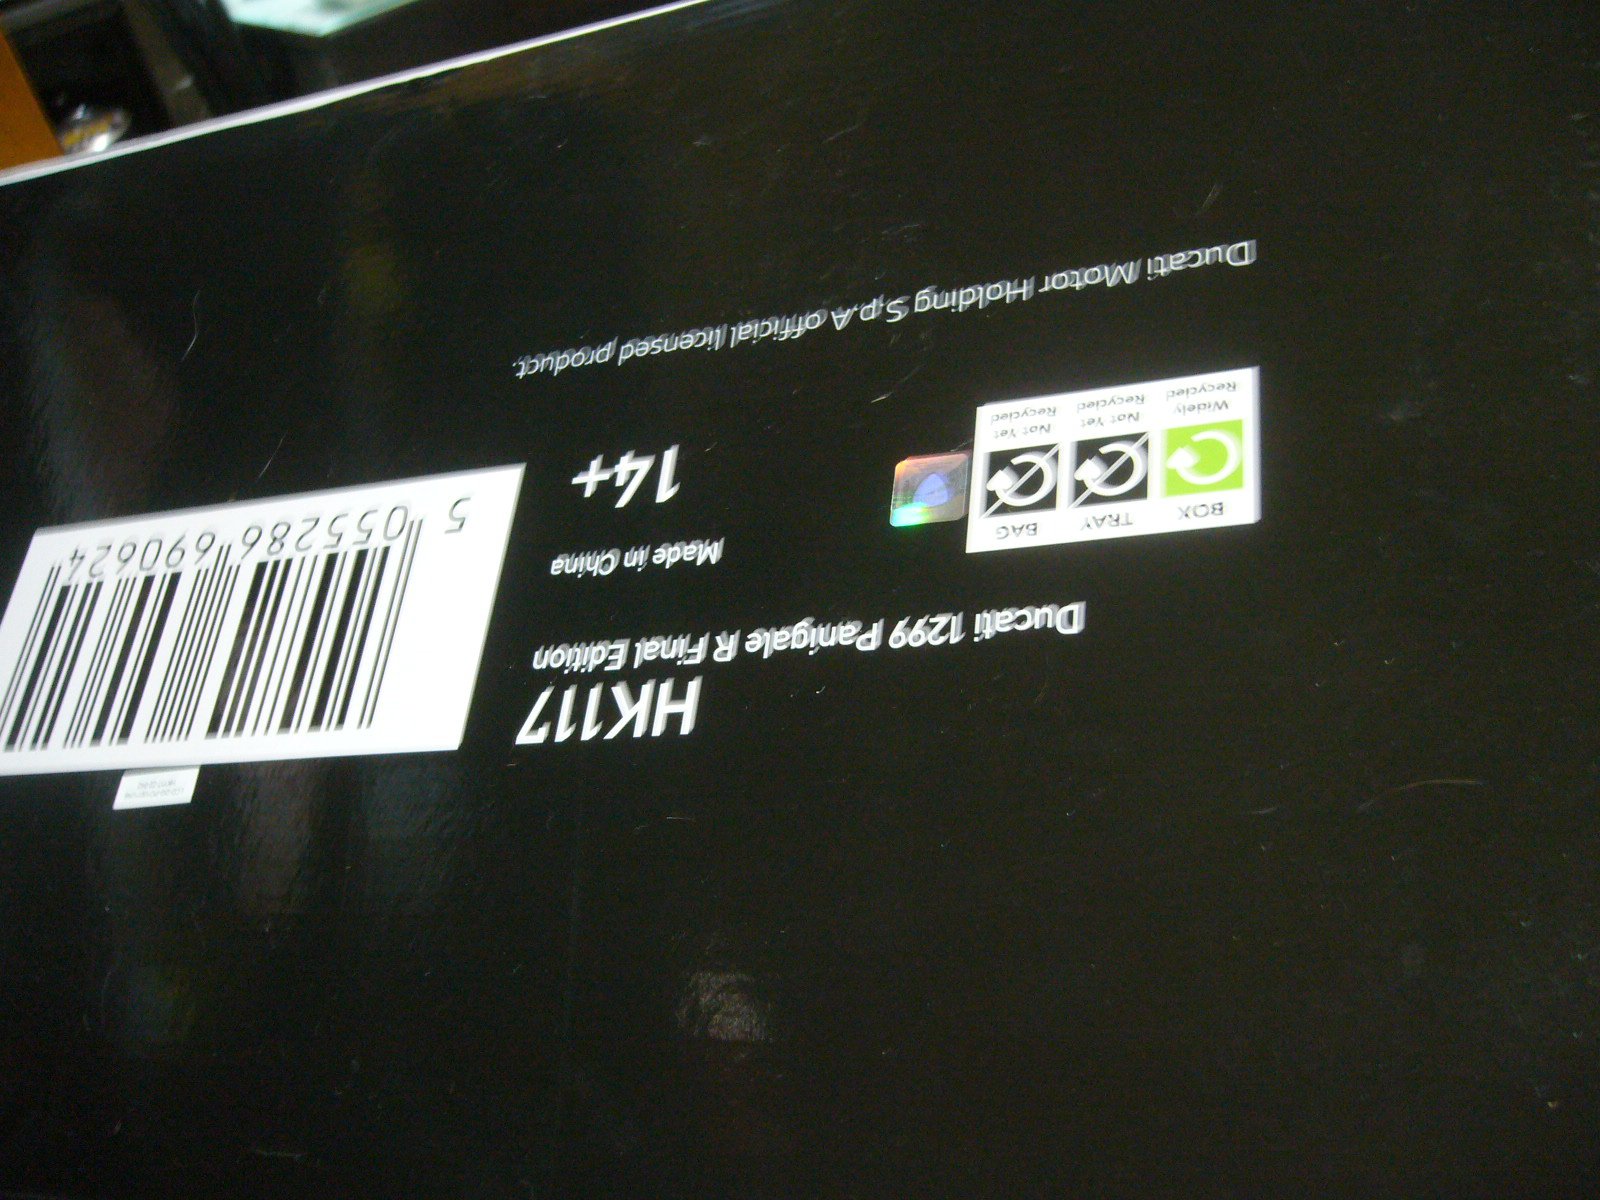 HK117
Ducati 1299 Panigale R Final Edition
Made in China
14+
BOX
TRAY
BAG
Widely
Recycled
Not Yet
Recycled
Not Yet
Recycled
Ducati Motor Holding S.p.A official licensed product.
5 055286 690624